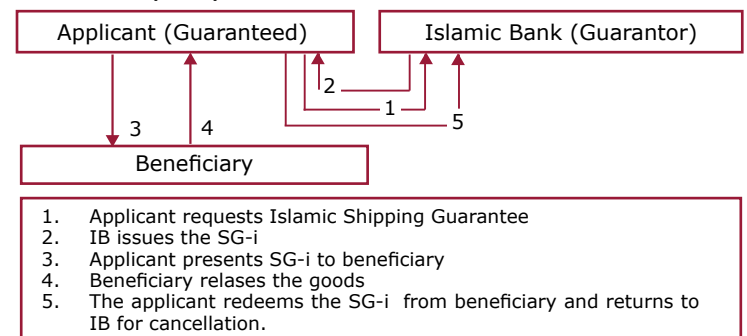 Applicant (Guaranteed)
Islamic Bank (Guarantor)
2
1
5
3
4
Beneficiary
1. Applicant requests Islamic Shipping Guarantee
2. IB issues the SG-i
3. Applicant presents SG-i to beneficiary
4. Beneficiary relases the goods
5. The applicant redeems the SG-i from beneficiary and returns to
IB for cancellation.